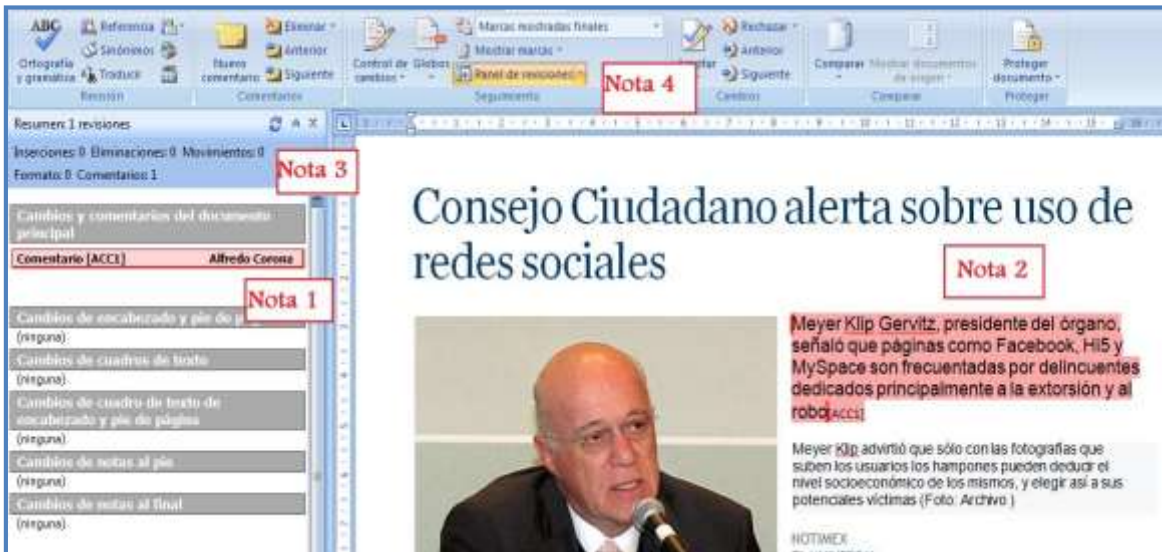 ABC
Ortografía
y gramática
Referencia
Sinónimos
Traducir
Revisión
Nuevo
comentario
Eliminar
Anterior
Siguiente
Comentarios
Control de
cambios
Globos
Marcas mostradas finales
Mostrar marcas
Panel de revisiones
Seguimiento
Nota 4
Rechazar
Anterior
Siguiente
Cambios
Comparar
Mostrar documentos
de origen
Comparar
Proteger
documento
Proteger
Resumen: 1 revisiones
Inserciones: 0 Eliminaciones: 0 Movimientos: 0
Formato: 0 Comentarios: 1
Nota 3
Cambios y comentarios del documento
principal
Comentario [ACC1] Alfredo Corona
Nota 1
Cambios de encabezado y pie de
(ninguna)
Cambios de cuadros de texto
(ninguna)
Cambios de cuadro de texto de
encabezado y pie de página
(ninguna)
Cambios de notas al pie
(ninguna)
Cambios de notas al final
(ninguna)
Consejo Ciudadano alerta sobre uso de
redes sociales
Nota 2
Meyer Klip Gervitz, presidente del órgano,
señaló que páginas como Facebook, Hi5 y
MySpace son frecuentadas por delincuentes
dedicados principalmente a la extorsión y al
robo[ACC1]
Meyer Klip advirtió que sólo con las fotografías que
suben los usuarios los hampones pueden deducir el
nivel socioeconómico de los mismos, y elegir así a sus
potenciales víctimas (Foto: Archivo )
NOTIMEX